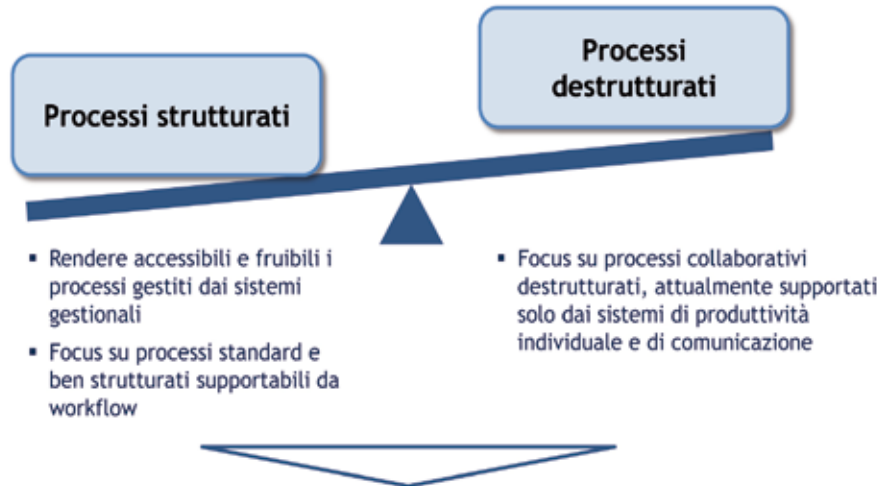 Processi strutturati
Processi
destrutturati
▪ Rendere accessibili e fruibili i
processi gestiti dai sistemi
gestionali
▪ Focus su processi standard e
ben strutturati supportabili da
workflow
▪ Focus su processi collaborativi
destrutturati, attualmente supportati
solo dai sistemi di produttività
individuale e di comunicazione